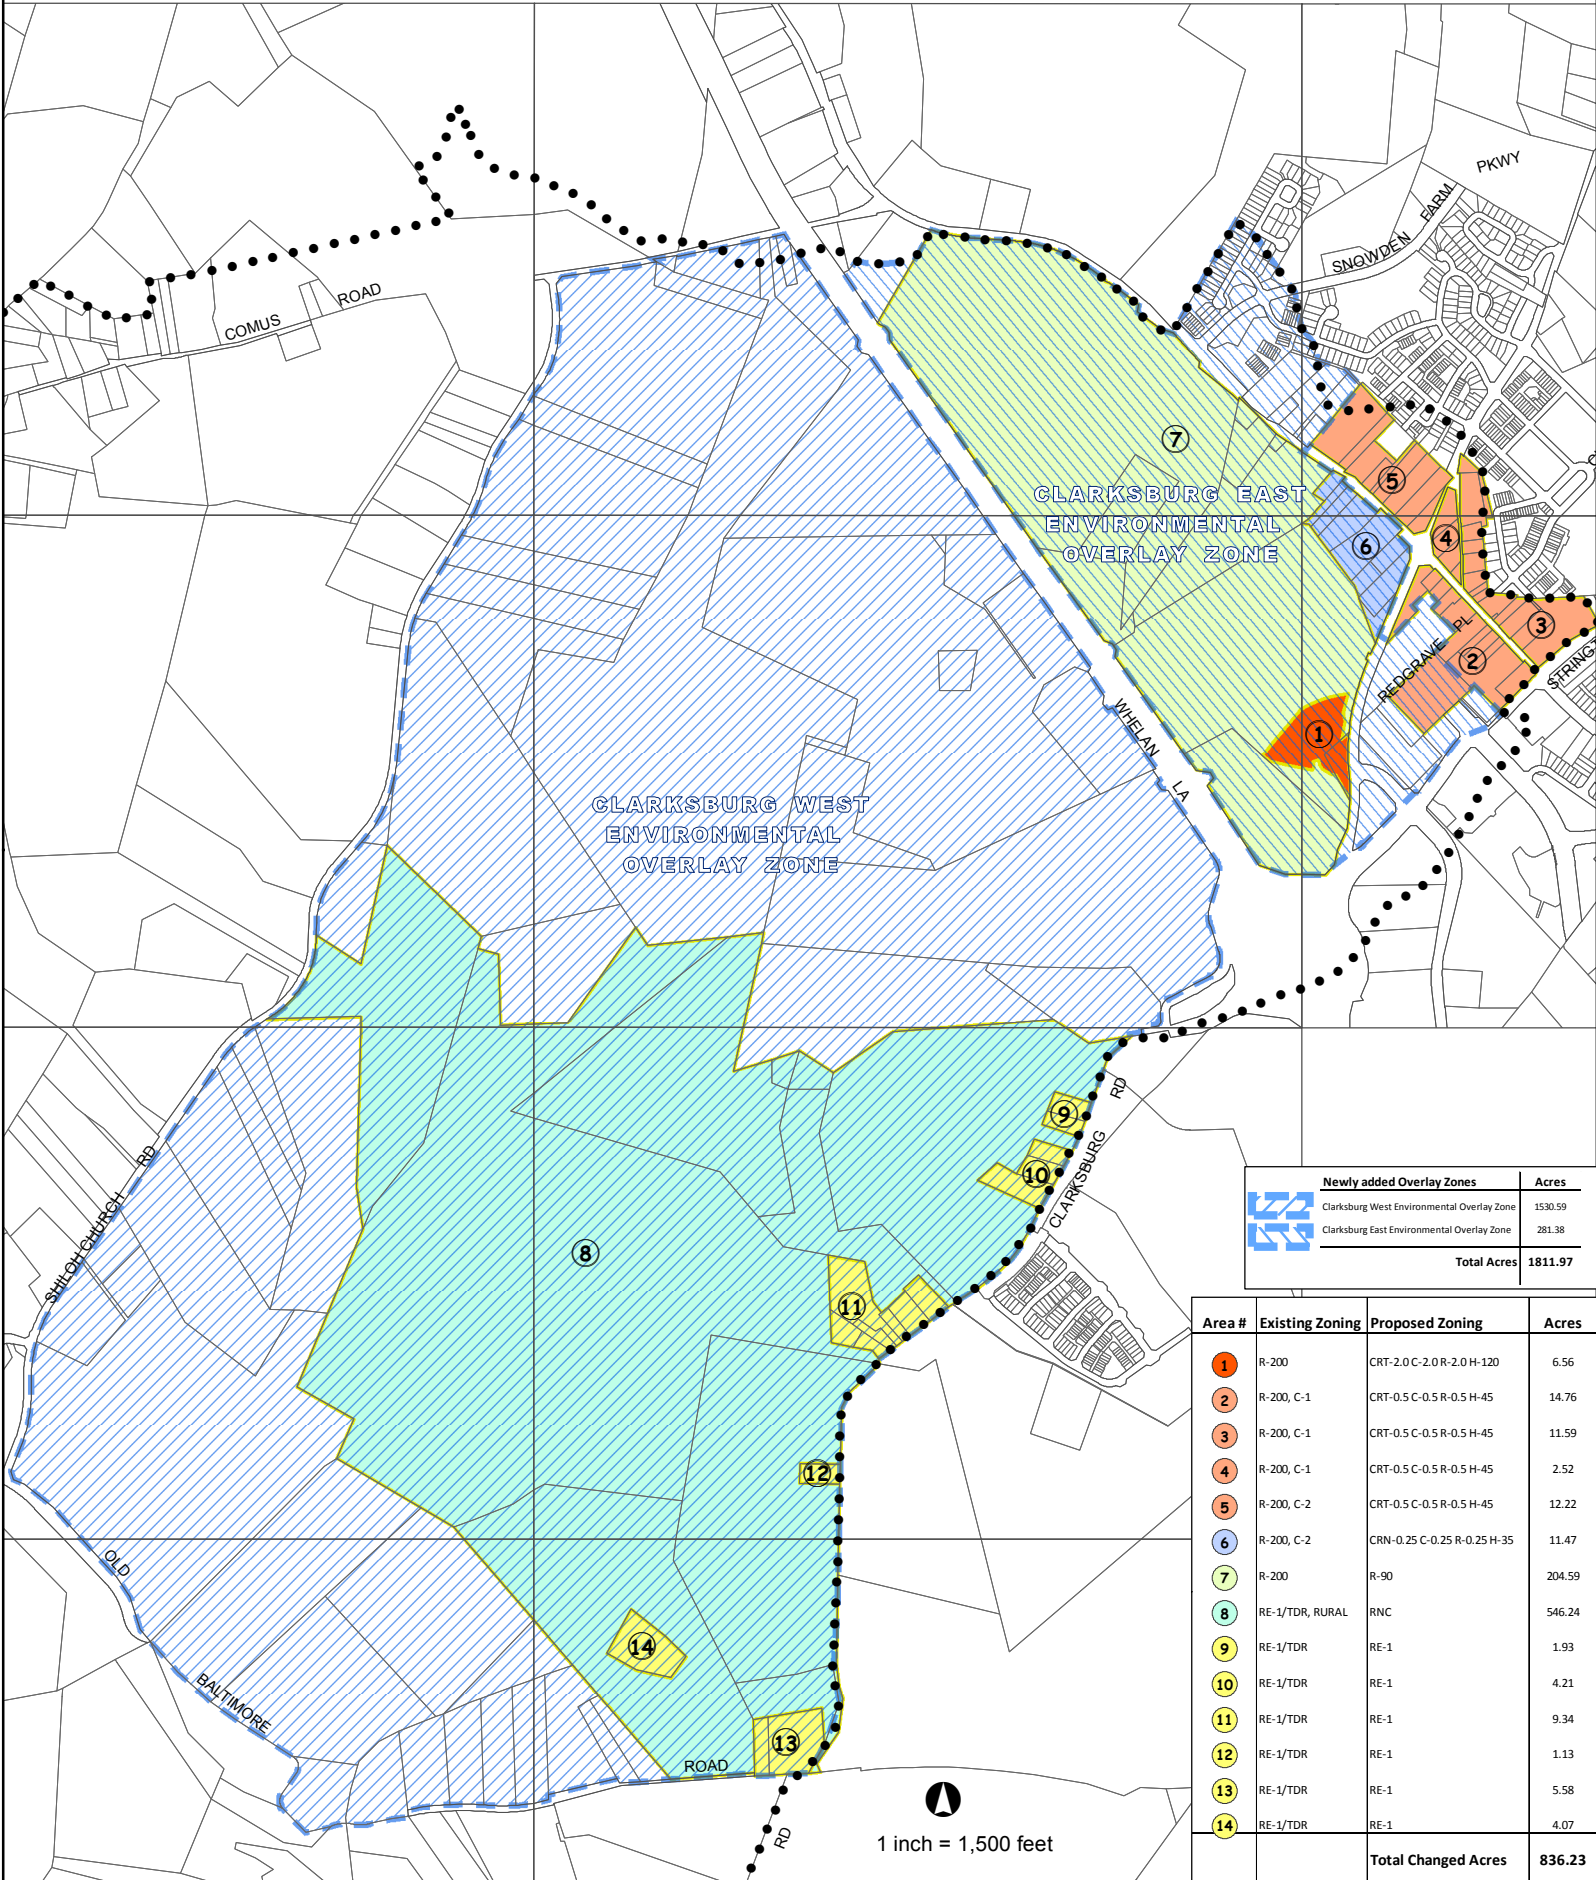 PKWY
FARM
SNOWDEN
COMUS
ROAD
7
CLARKSBURG EAST
ENVIRONMENTAL
OVERLAY ZONE
5
4
6
3
PL
REDGRAVE
2
1
WHELAN
LA
CLARKSBURG WEST
ENVIRONMENTAL
OVERLAY ZONE
RD
9
10
CLARKSBURG
RD
SHILOH CHURCH
8
11
12
OLD
14
BALTIMORE
13
ROAD
RD
1 inch = 1,500 feet
Newly added Overlay Zones Acres
Clarksburg West Environmental Overlay Zone 1530.59
Clarksburg East Environmental Overlay Zone 281.38
Total Acres 1811.97
Area # Existing Zoning Proposed Zoning Acres
1 R-200 CRT-2.0 C-2.0 R-2.0 H-120 6.56
2 R-200, C-1 CRT-0.5 C-0.5 R-0.5 H-45 14.76
3 R-200, C-1 CRT-0.5 C-0.5 R-0.5 H-45 11.59
4 R-200, C-1 CRT-0.5 C-0.5 R-0.5 H-45 2.52
5 R-200, C-2 CRT-0.5 C-0.5 R-0.5 H-45 12.22
6 R-200, C-2 CRN-0.25 C-0.25 R-0.25 H-35 11.47
7 R-200 R-90 204.59
8 RE-1/TDR, RURAL RNC 546.24
9 RE-1/TDR RE-1 1.93
10 RE-1/TDR RE-1 4.21
11 RE-1/TDR RE-1 9.34
12 RE-1/TDR RE-1 1.13
13 RE-1/TDR RE-1 5.58
14 RE-1/TDR RE-1 4.07
Total Changed Acres 836.23